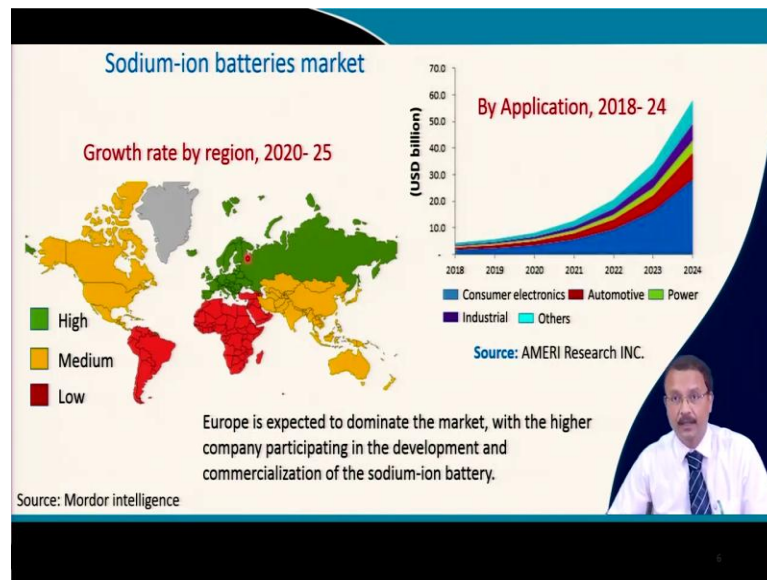 Sodium-ion batteries market
Growth rate by region, 2020- 25
High
Medium
Low
By Application, 2018- 24
(USD billion)
70.0
60.0
50.0
40.0
30.0
20.0
10.0
-
2018 2019 2020 2021 2022 2023 2024
Consumer electronics Automotive Power
Industrial Others
Source: AMERI Research INC.
Europe is expected to dominate the market, with the higher
company participating in the development and
commercialization of the sodium-ion battery.
Source: Mordor intelligence
6